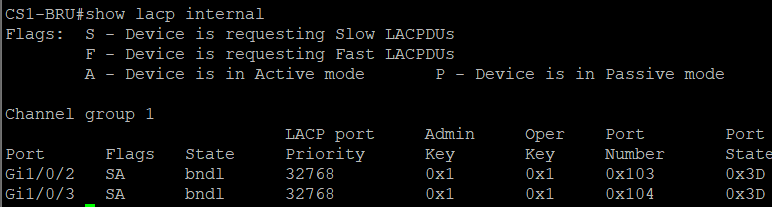 CS1-BRU#show lacp internal
Flags:  S - Device is requesting Slow LACPDUs
        F - Device is requesting Fast LACPDUs
        A - Device is in Active mode       P - Device is in Passive mode

Channel group 1
                            LACP port     Admin     Oper    Port        Port
Port      Flags   State     Priority      Key       Key     Number      State
Gi1/0/2   SA      bndl      32768         0x1       0x1     0x103       0x3D
Gi1/0/3   SA      bndl      32768         0x1       0x1     0x104       0x3D